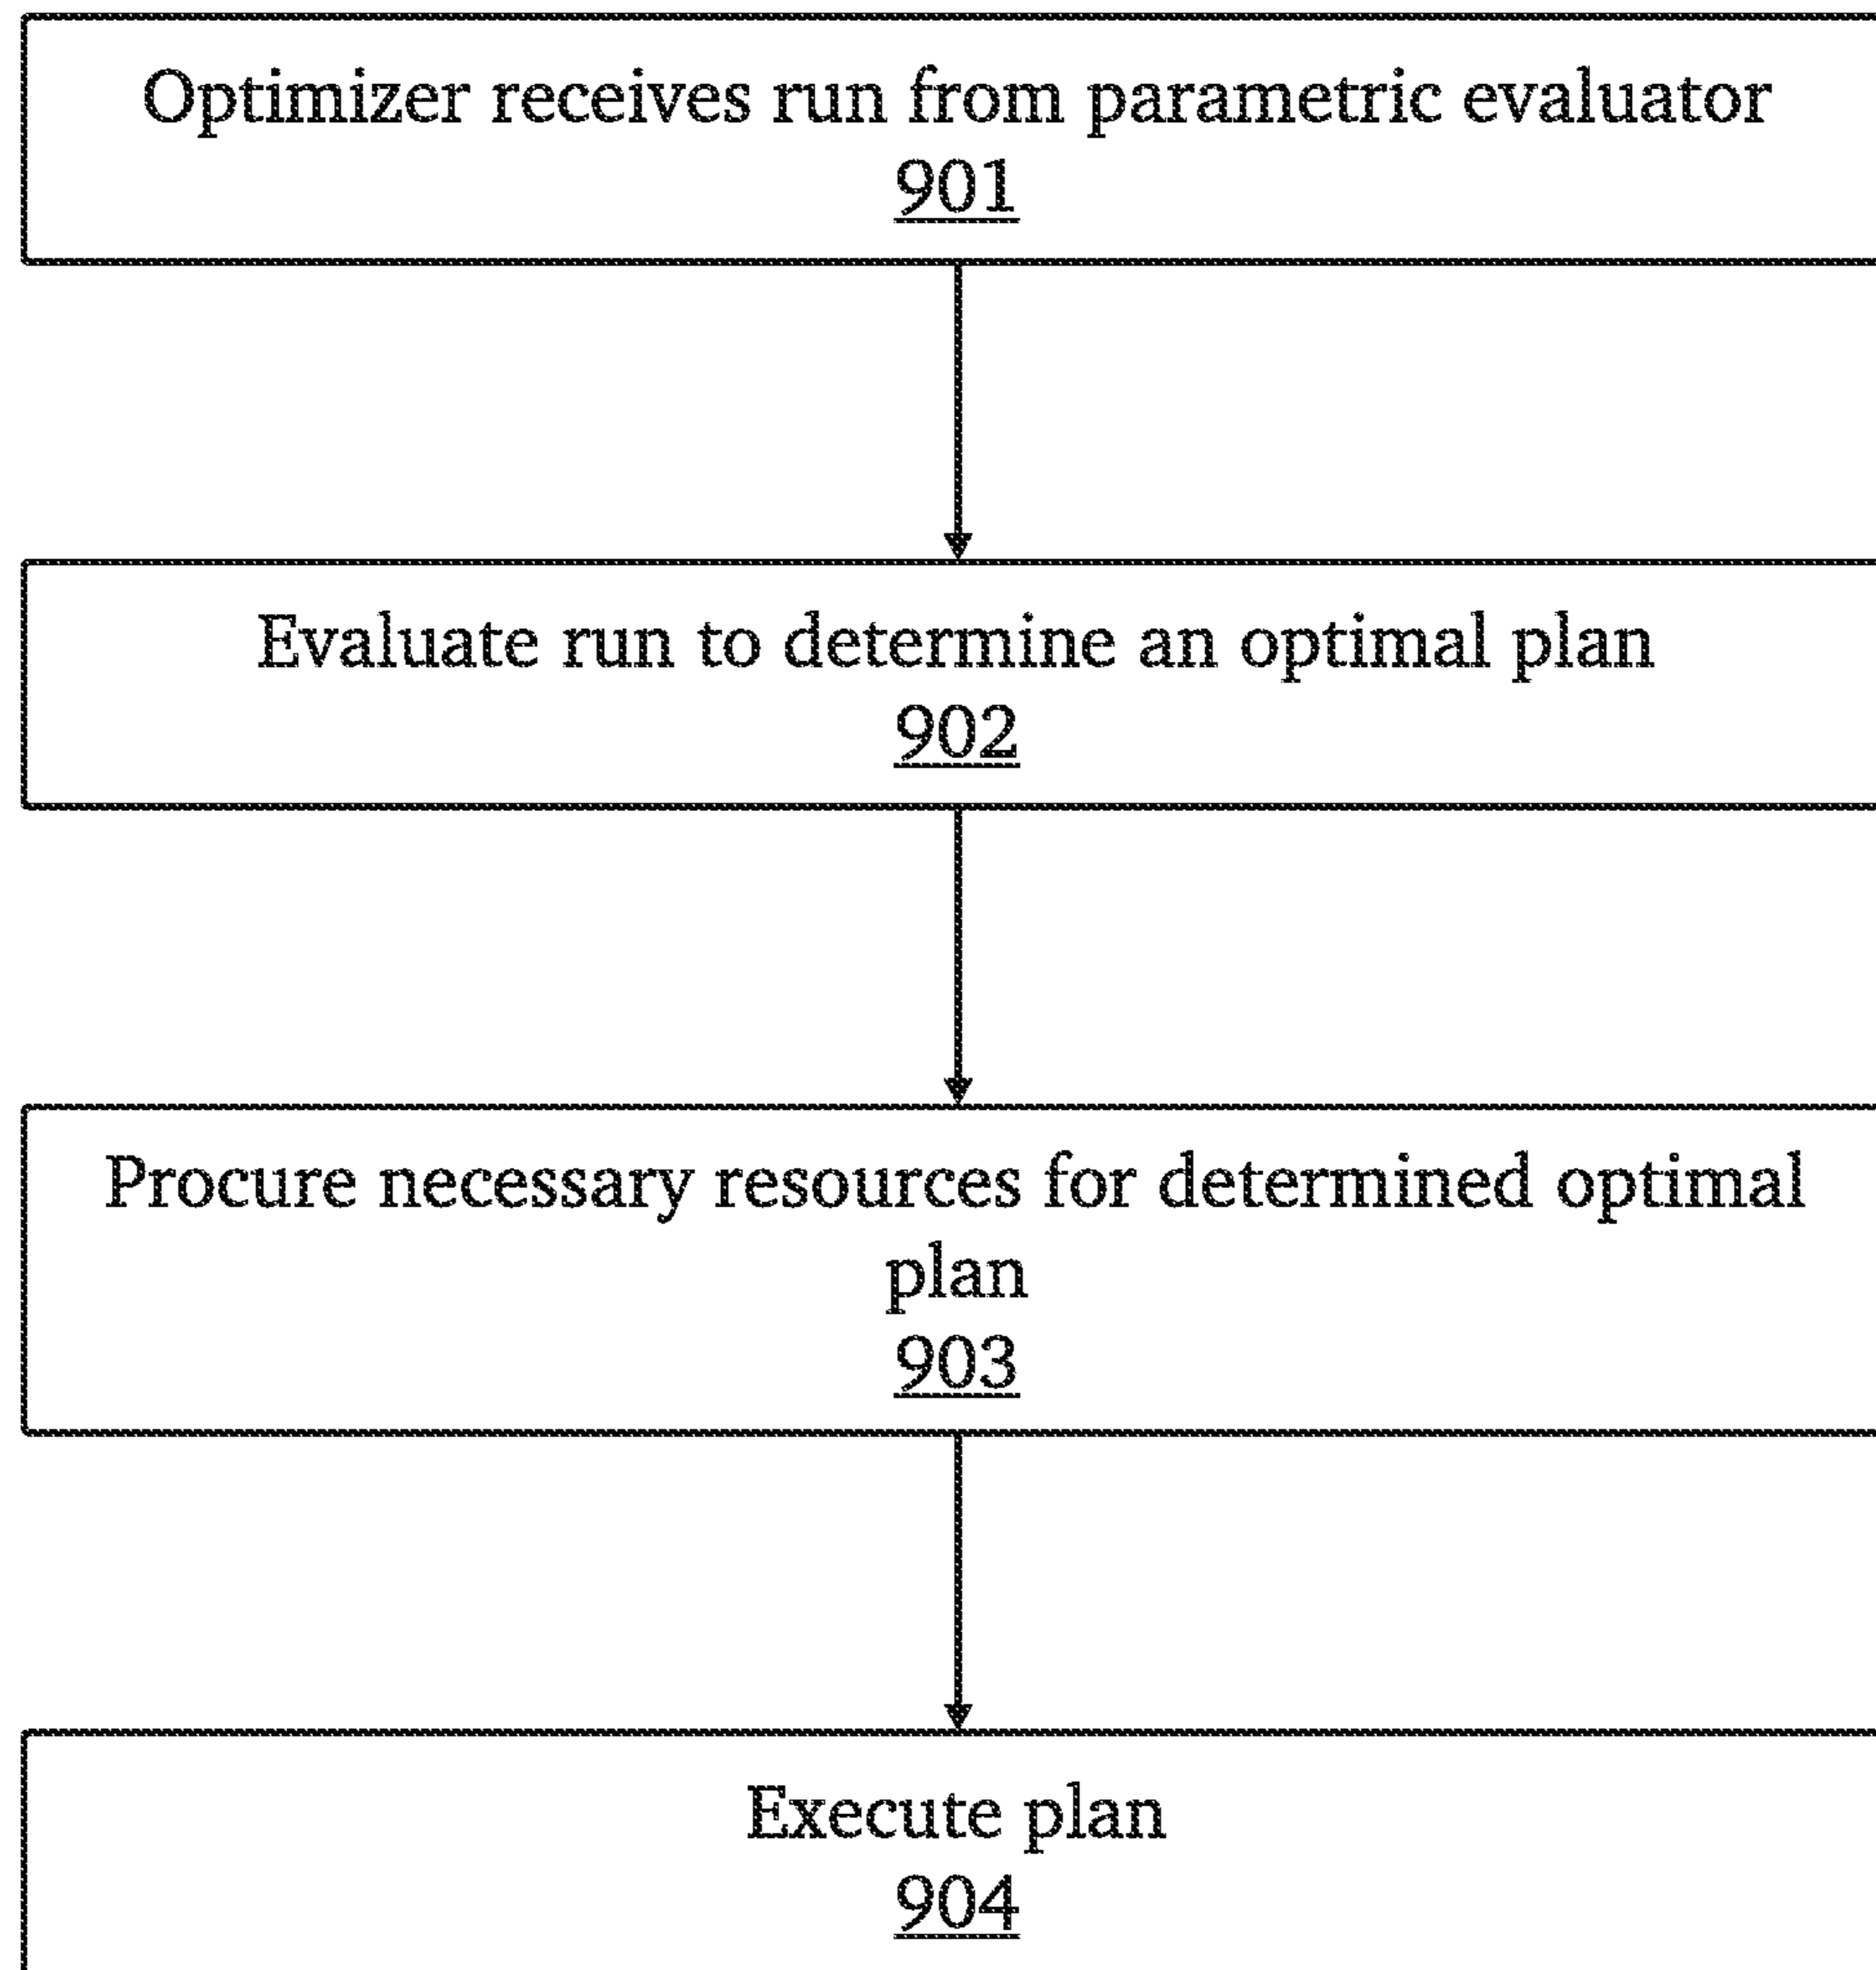 Optimizer receives run from parametric evaluator
901
Evaluate run to determine an optimal plan
902
Procure necessary resources for determined optimal
plan
903
Execute plan
904